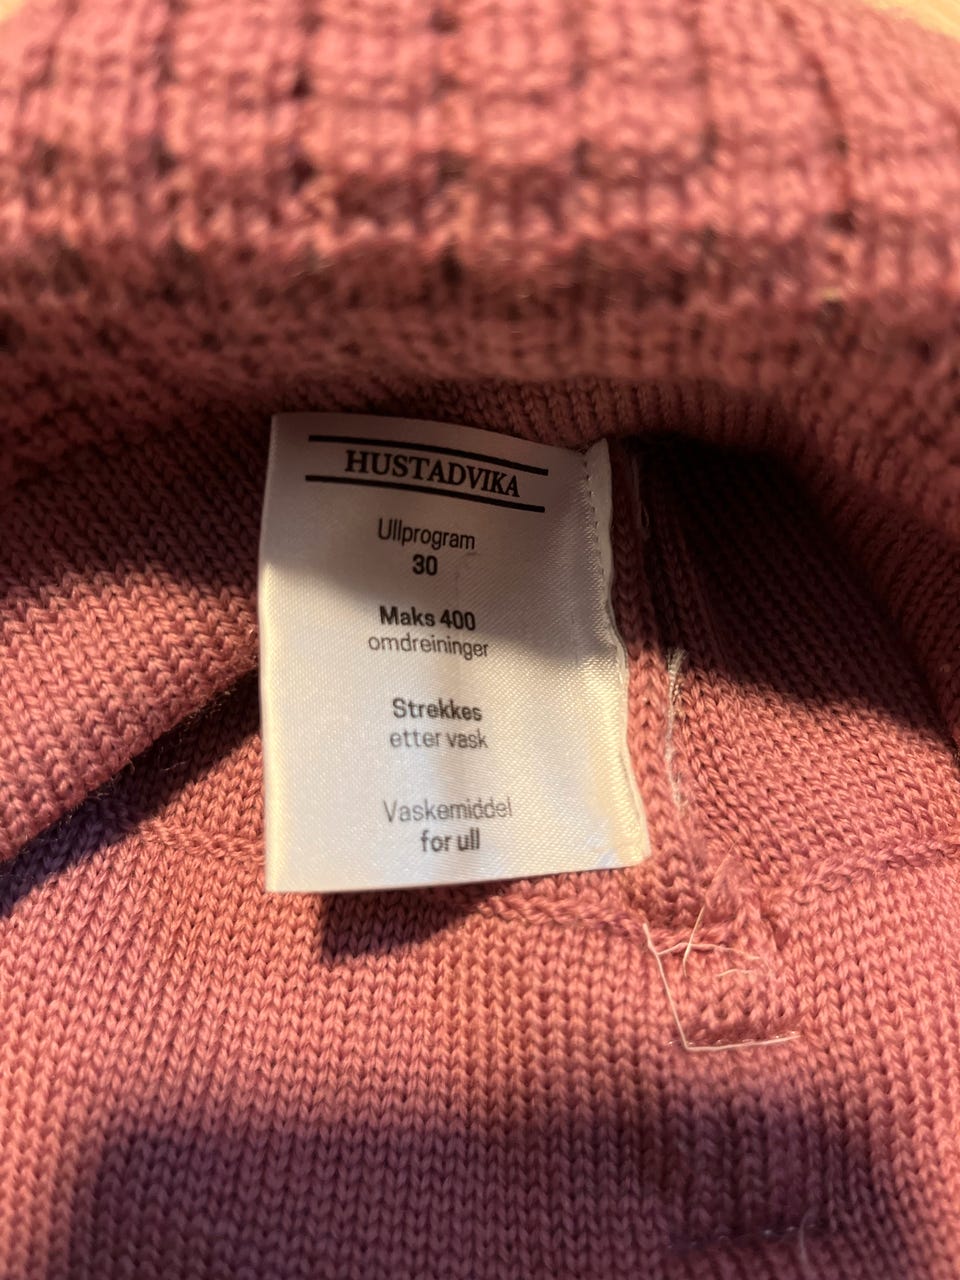 HUSTADVIKA
Ullprogram
30
Maks 400
omdreininger
Strekkes
etter vask
Vaskemiddel
for ull